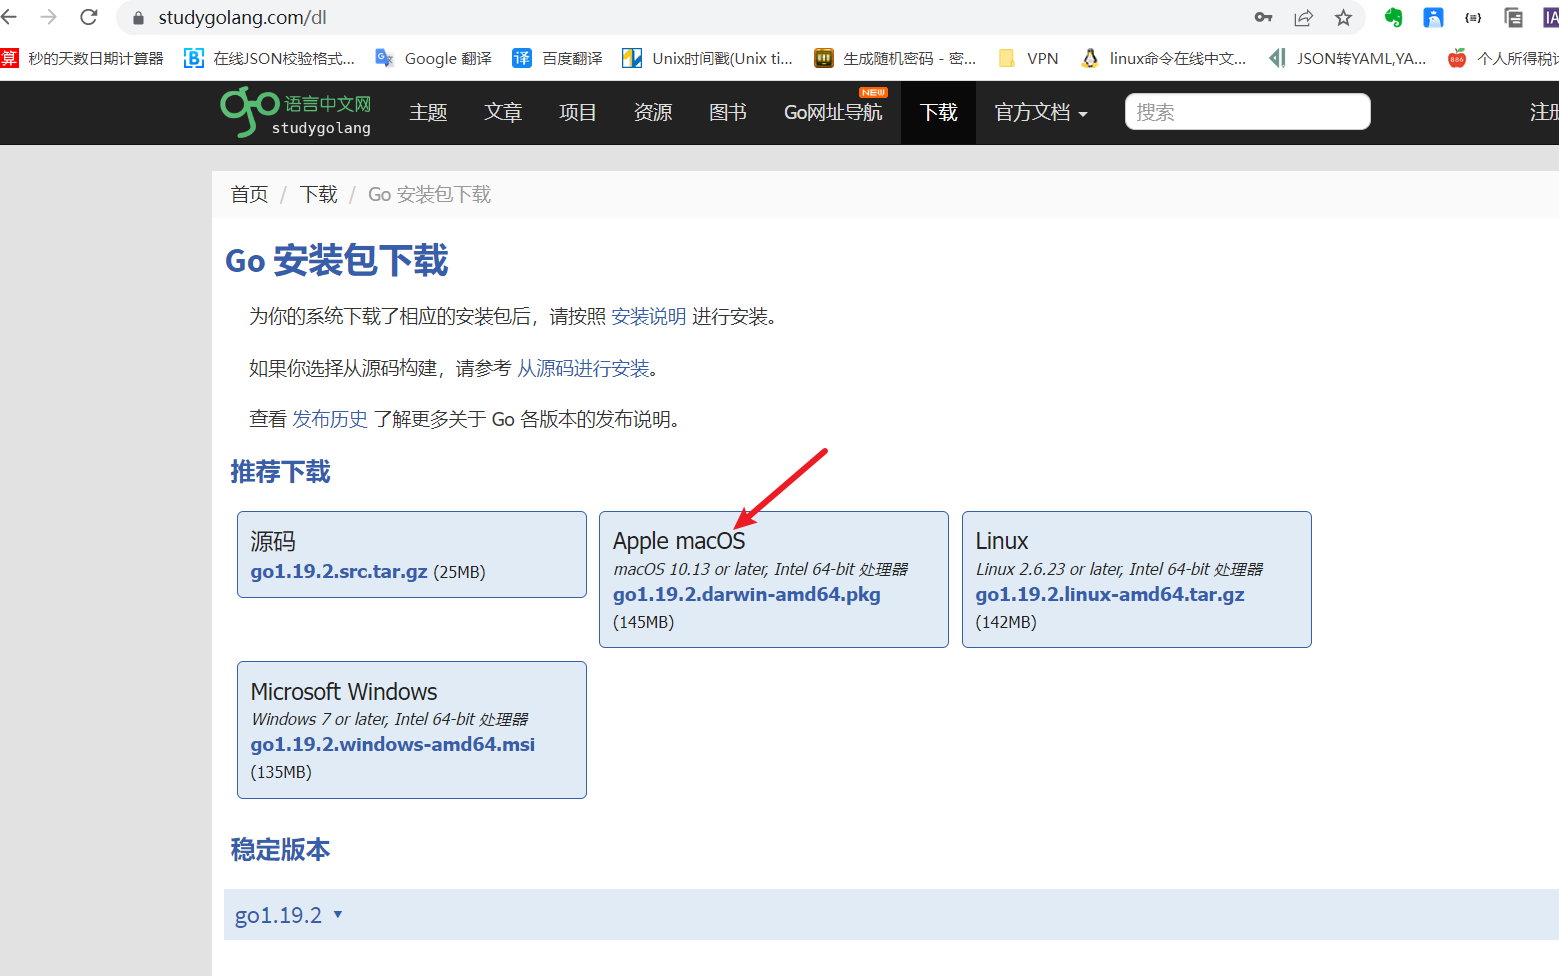 studygolang.com/dl
算 秒的天数日期计算器 在线JSON校验格式... Google 翻译 译 百度翻译 Unix时间戳(Unix ti... 生成随机密码 - 密... VPN linux命令在线中文... JSON转YAML,YA... 个人所得税计
go 语言中文网
studygolang
主题 文章 项目 资源 图书 Go网址导航 NEW 下载 官方文档 搜索 注册
首页 / 下载 / Go 安装包下载
Go 安装包下载
为你的系统下载了相应的安装包后，请按照 安装说明 进行安装。
如果你选择从源码构建，请参考 从源码进行安装。
查看 发布历史 了解更多关于 Go 各版本的发布说明。
推荐下载
源码
go1.19.2.src.tar.gz (25MB)
Apple macOS
macOS 10.13 or later, Intel 64-bit 处理器
go1.19.2.darwin-amd64.pkg
(145MB)
Linux
Linux 2.6.23 or later, Intel 64-bit 处理器
go1.19.2.linux-amd64.tar.gz
(142MB)
Microsoft Windows
Windows 7 or later, Intel 64-bit 处理器
go1.19.2.windows-amd64.msi
(135MB)
稳定版本
go1.19.2